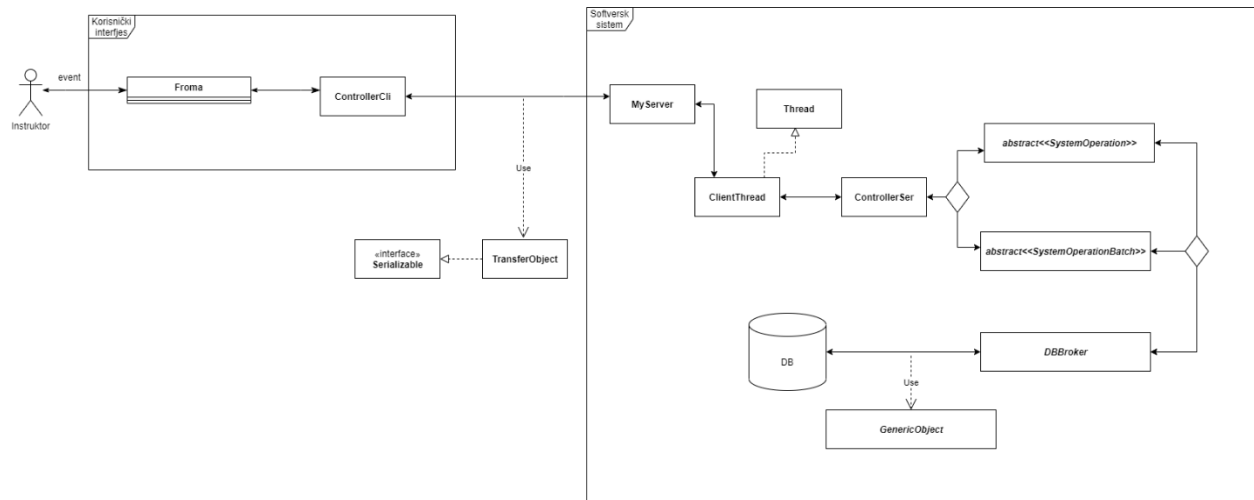 Korisnički
interfjes
Softversk
sistem
event
Froma
ControllerCli
MyServer
Thread
Instruktor
abstract<<SystemOperation>>
Use
ClientThread
ControllerSer
«interface»
Serializable
TransferObject
abstract<<SystemOperationBatch>>
DB
DBBroker
Use
GenericObject